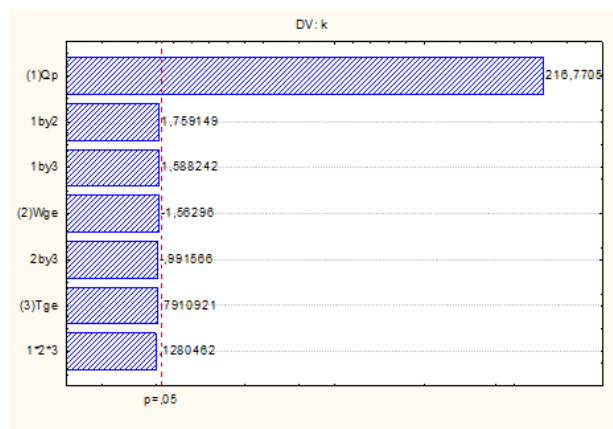 DV: k
(1)Qp 216,7705
1by2 1,759149
1by3 1,588242
(2)Wge -1,56296
2by3 -,991566
(3)Tge ,7910921
1*2*3 ,1280462
p=,05